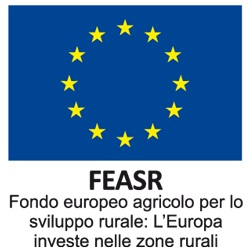 FEASR
Fondo europeo agricolo per lo
sviluppo rurale: L'Europa
investe nelle zone rurali